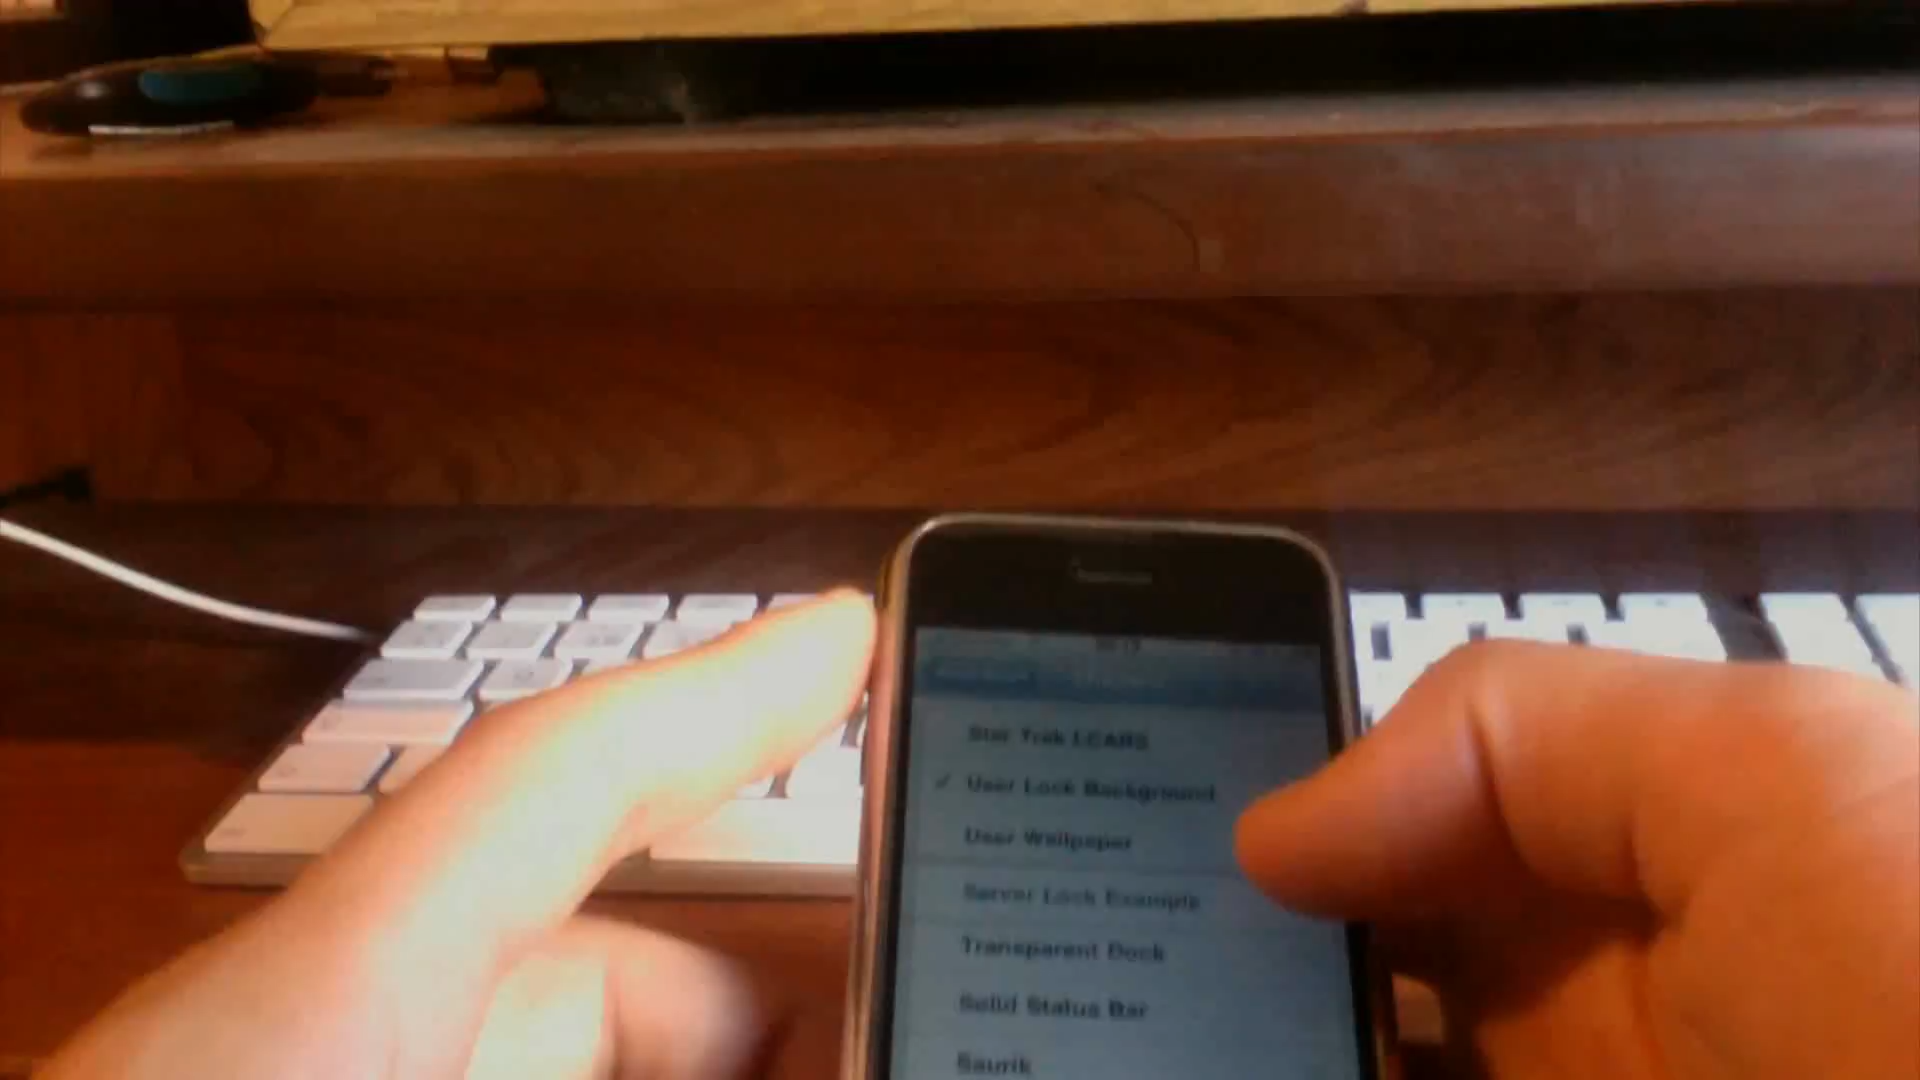 Star Trek LCARS
✓ User Lock Background
User Wallpaper
Server Lock Example
Transparent Dock
Solid Status Bar
Saurik